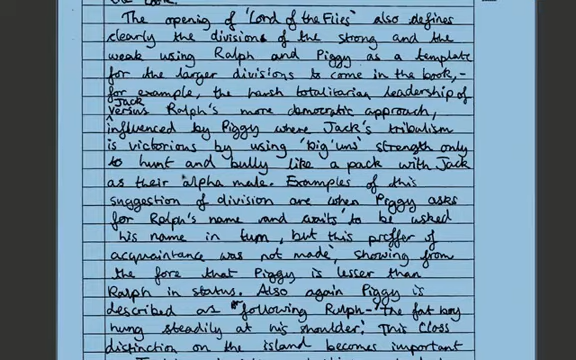 The opening of 'Lord of the Flies' also defines
clearly the divisions of the strong and the
weak using Ralph and Piggy as a template
for the larger divisions to come in the book,-
for example, the harsh totalitarian leadership of
Jack
versus Ralph's more democratic approach,
influenced by Piggy where Jack's tribalism
is victorious by using 'big'uns' strength only
to hunt and bully like a pack with Jack
as their 'alpha male. Examples of this
suggestion of division are when Piggy asks
for Ralph's name and waits to be asked
his name in turn, but this proffer of
acquaintance was not made, showing from
the fore that Piggy is lesser than
Ralph in status. Also again Piggy is
described as following Ralph- 'The fat boy
hung steadily at his shoulder.' This Class
distinction on the island becomes important